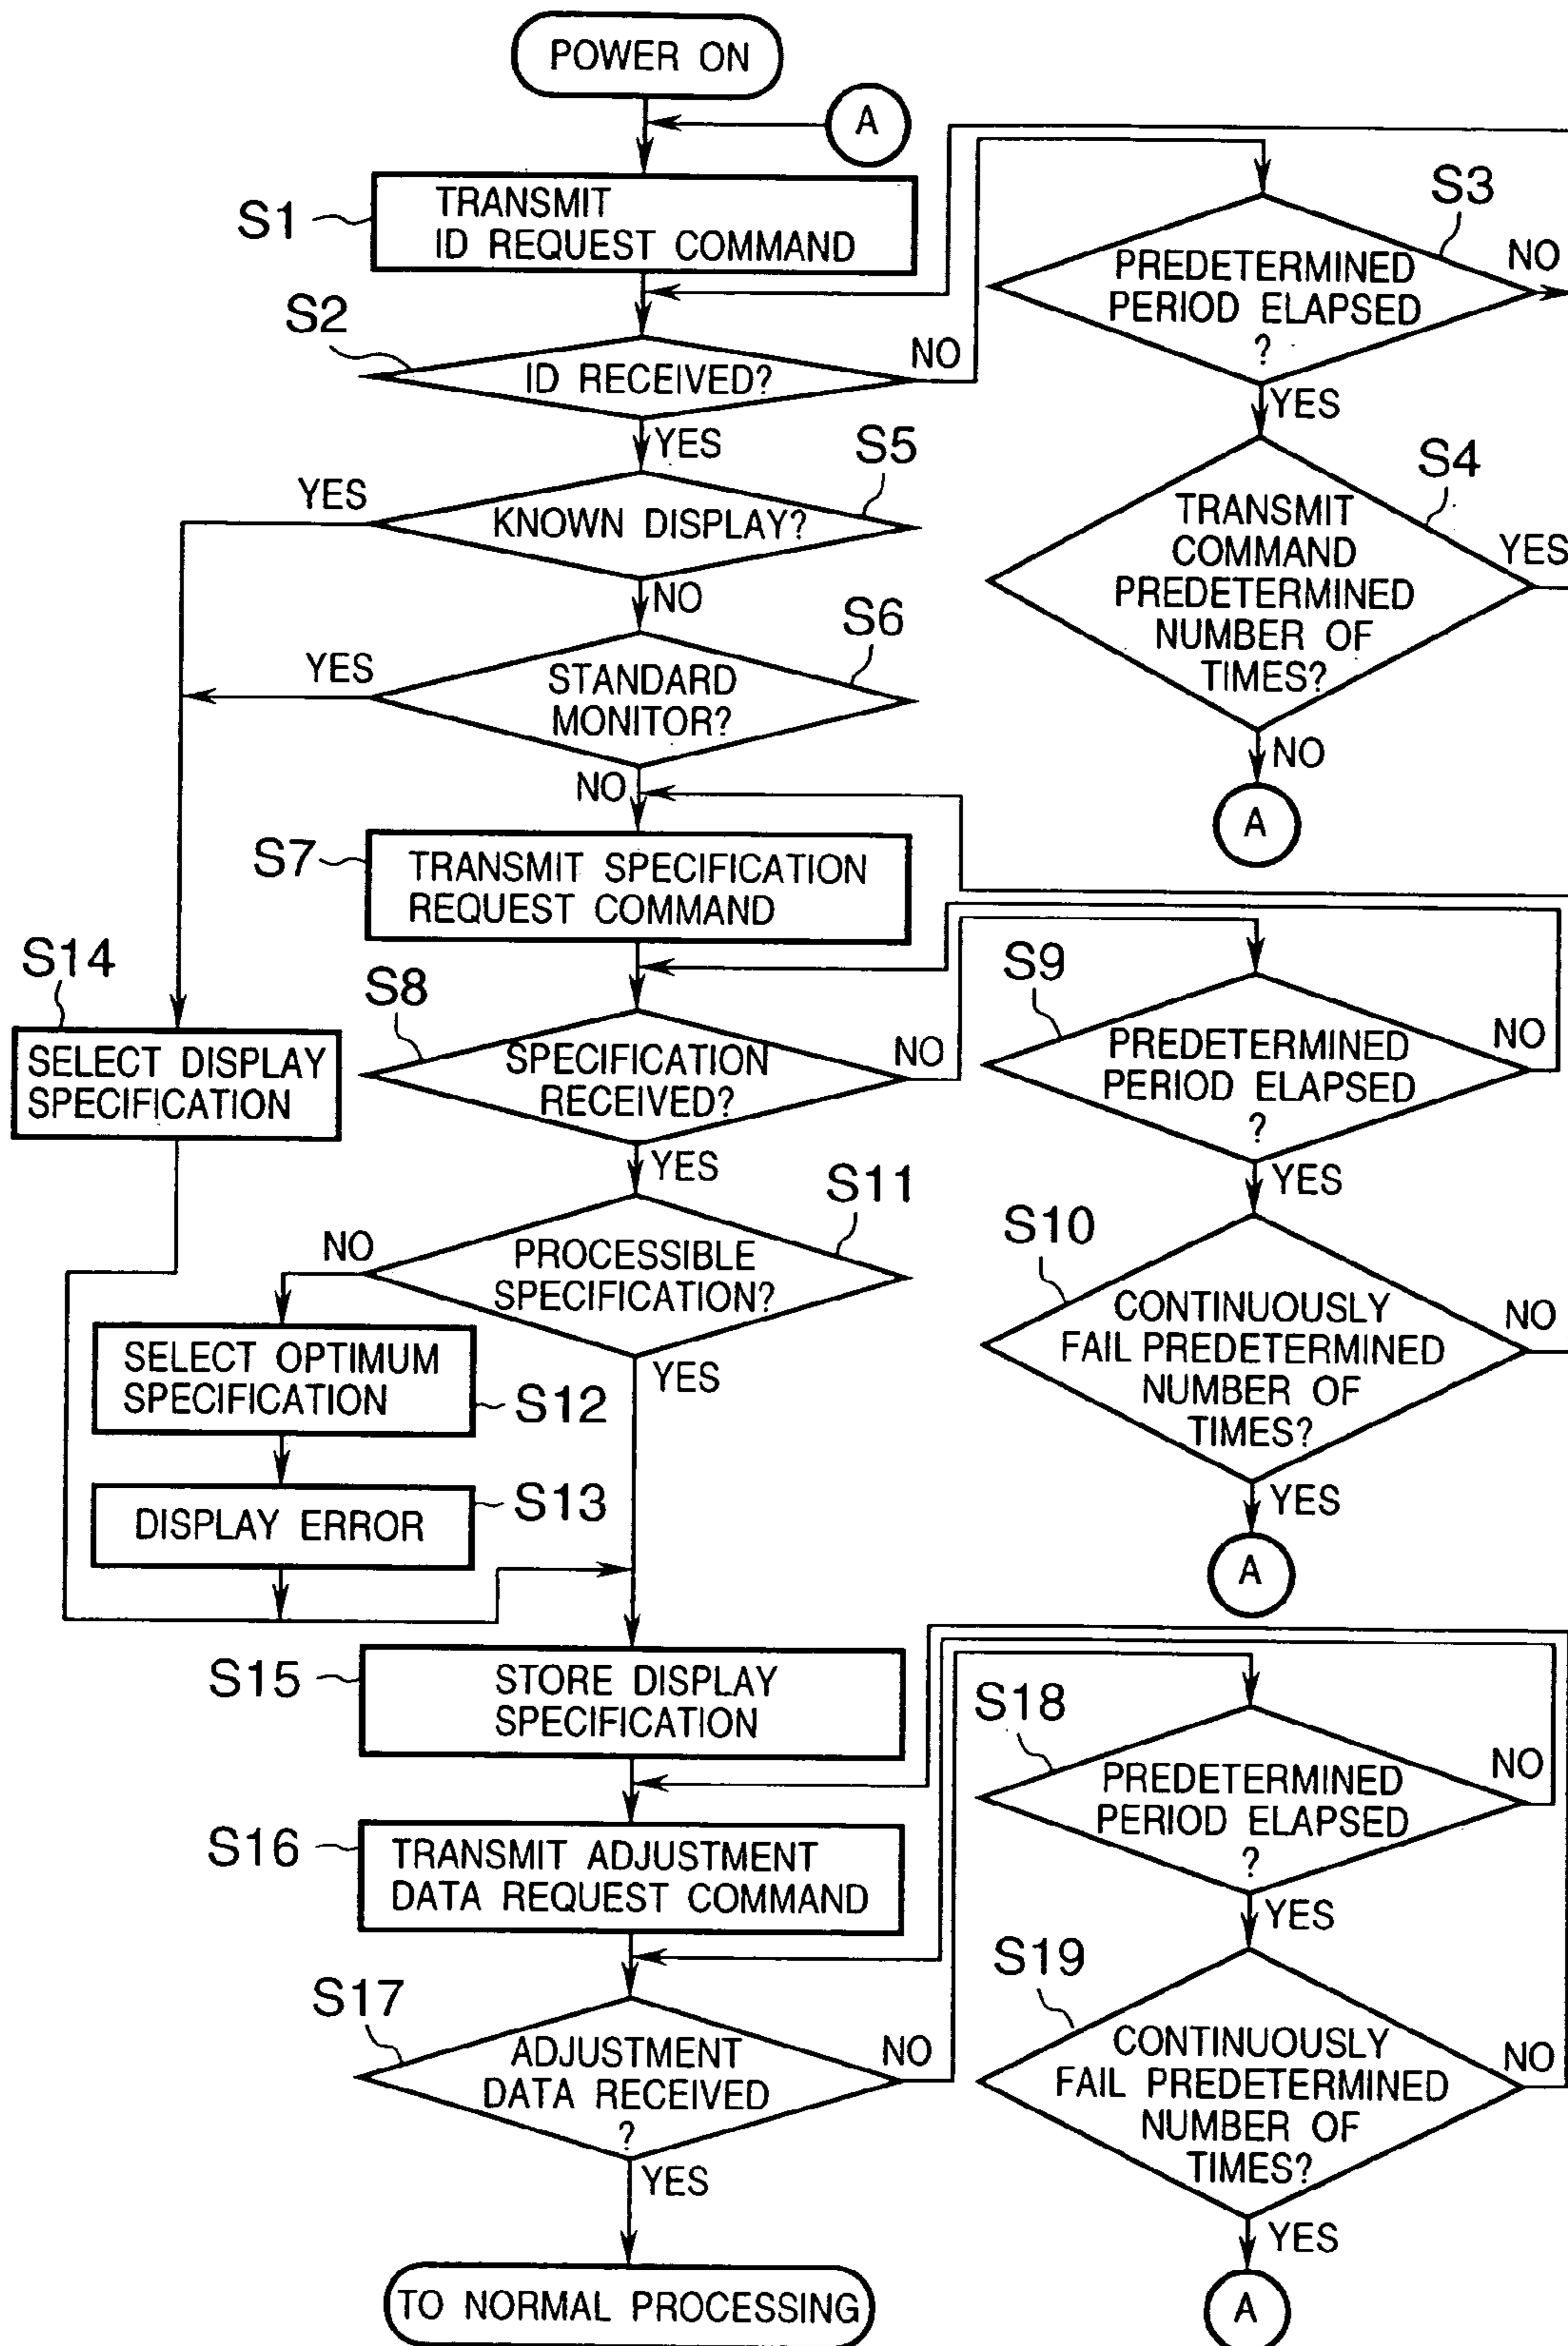 POWER ON
A
S1
TRANSMIT
ID REQUEST COMMAND
S2
ID RECEIVED?
NO
YES
S3
PREDETERMINED
PERIOD ELAPSED
?
NO
YES
S4
TRANSMIT
COMMAND
PREDETERMINED
NUMBER OF
TIMES?
YES
NO
A
S5
KNOWN DISPLAY?
YES
NO
S6
STANDARD
MONITOR?
YES
NO
S7
TRANSMIT SPECIFICATION
REQUEST COMMAND
S8
SPECIFICATION
RECEIVED?
NO
YES
S9
PREDETERMINED
PERIOD ELAPSED
?
NO
YES
S10
CONTINUOUSLY
FAIL PREDETERMINED
NUMBER OF
TIMES?
NO
YES
A
S14
SELECT DISPLAY
SPECIFICATION
S11
PROCESSIBLE
SPECIFICATION?
NO
YES
SELECT OPTIMUM
SPECIFICATION
S12
DISPLAY ERROR
S13
S15
STORE DISPLAY
SPECIFICATION
S16
TRANSMIT ADJUSTMENT
DATA REQUEST COMMAND
S17
ADJUSTMENT
DATA RECEIVED
?
NO
YES
S18
PREDETERMINED
PERIOD ELAPSED
?
NO
YES
S19
CONTINUOUSLY
FAIL PREDETERMINED
NUMBER OF
TIMES?
NO
YES
A
TO NORMAL PROCESSING